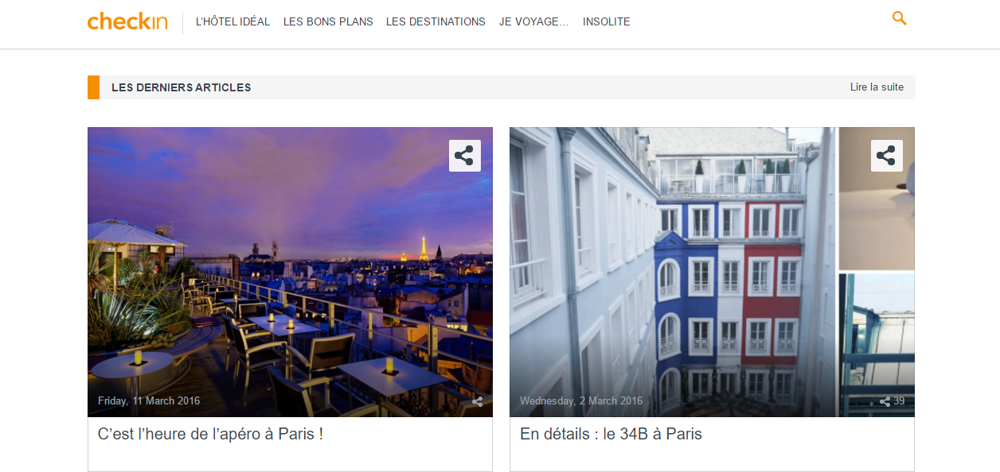 checkin
L'HÔTEL IDÉAL LES BONS PLANS LES DESTINATIONS JE VOYAGE... INSOLITE
LES DERNIERS ARTICLES
Lire la suite
Friday, 11 March 2016
C'est l'heure de l'apéro à Paris !
Wednesday, 2 March 2016
39
En détails : le 34B à Paris